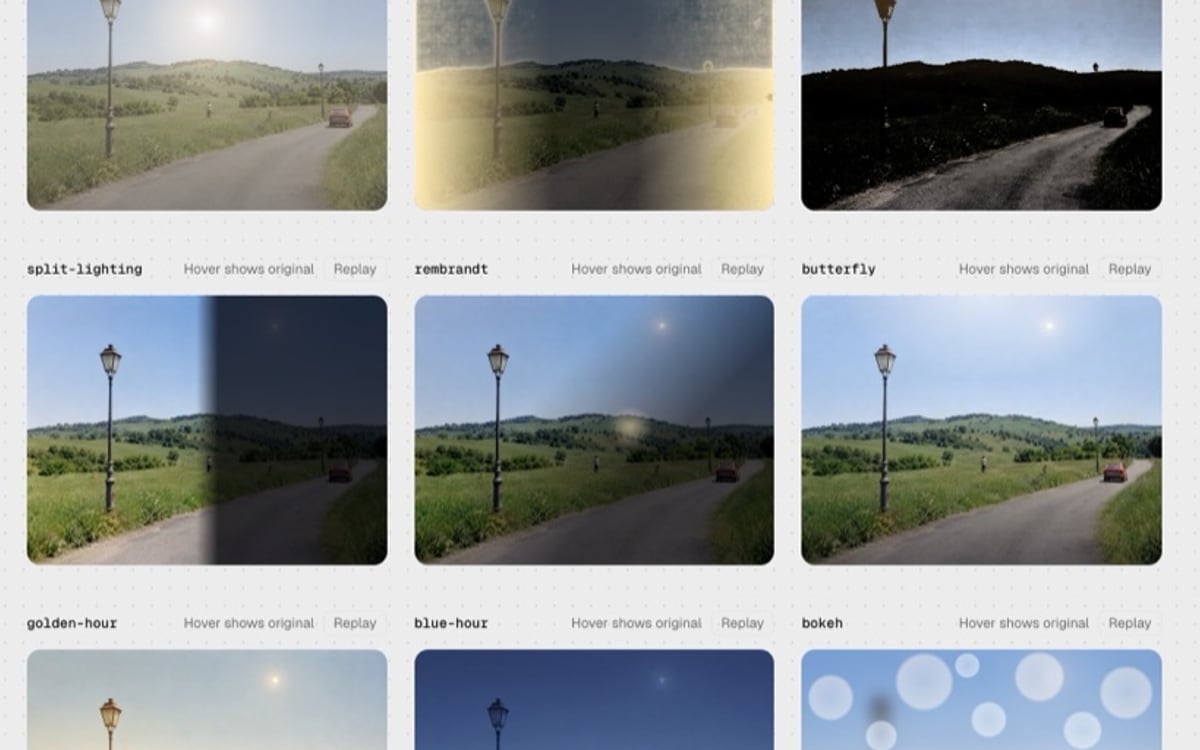 split-lighting Hover shows original Replay
rembrandt Hover shows original Replay
butterfly Hover shows original Replay
golden-hour Hover shows original Replay
blue-hour Hover shows original Replay
bokeh Hover shows original Replay